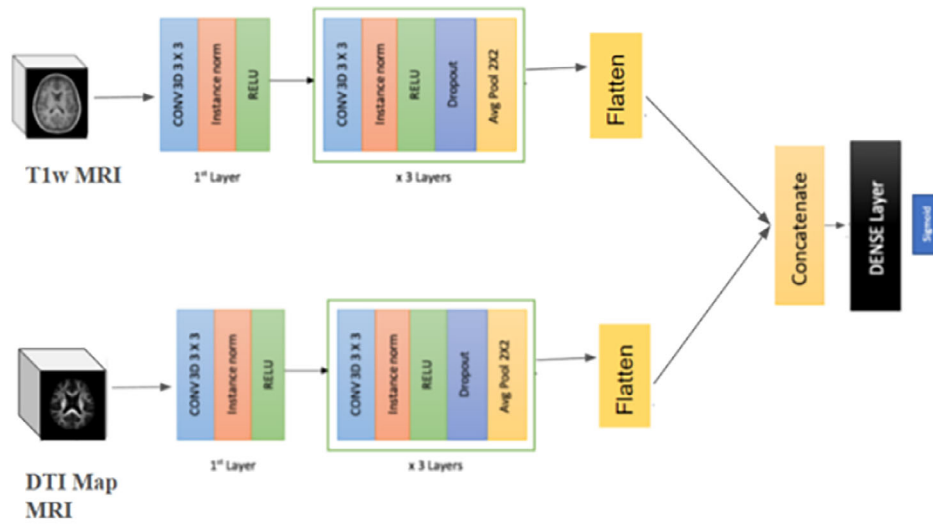 CONV 3D 3 X 3
Instance norm
RELU
CONV 3D 3 X 3
Instance norm
RELU
Dropout
Avg Pool 2X2
Flatten
T1w MRI
1st Layer
x 3 Layers
Concatenate
DENSE Layer
Sigmoid
CONV 3D 3 X 3
Instance norm
RELU
CONV 3D 3 X 3
Instance norm
RELU
Dropout
Avg Pool 2X2
Flatten
1st Layer
x 3 Layers
DTI Map
MRI